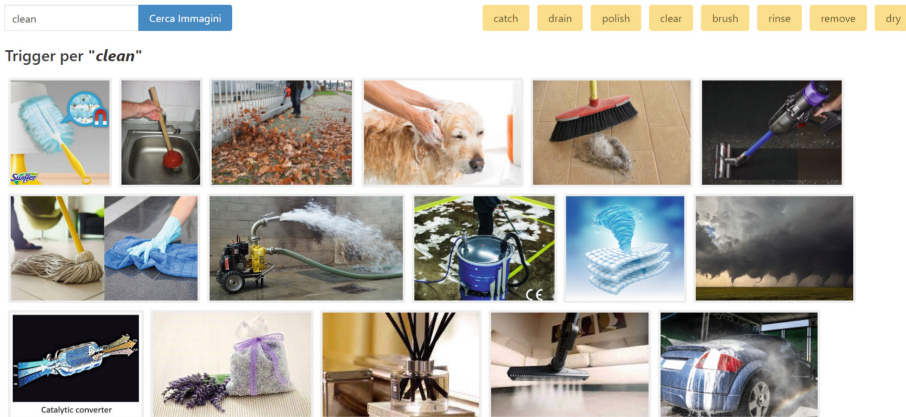 clean
Cerca Immagini
catch
drain
polish
clear
brush
rinse
remove
dry
Trigger per "clean"
Swiffer
CE
Catalytic converter